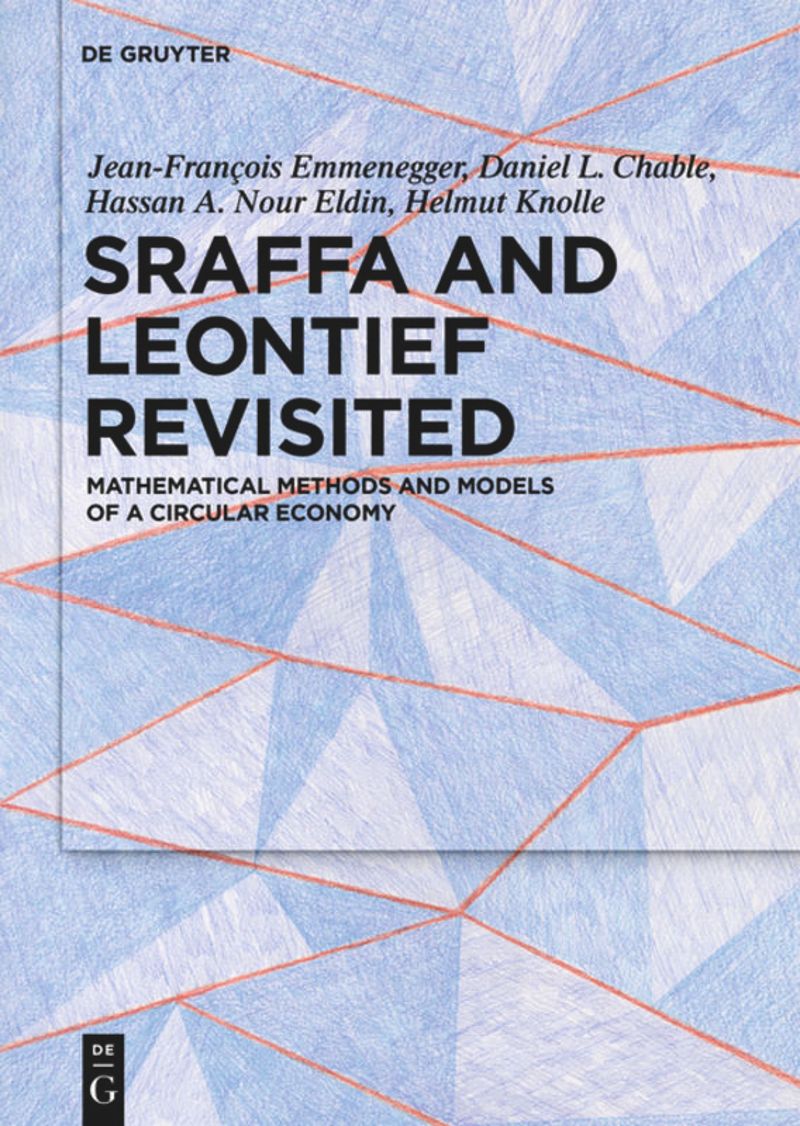 DE GRUYTER
Jean-François Emmenegger, Daniel L. Chable,
Hassan A. Nour Eldin, Helmut Knolle
SRAFFA AND
LEONTIEF
REVISITED
MATHEMATICAL METHODS AND MODELS
OF A CIRCULAR ECONOMY
DE
G